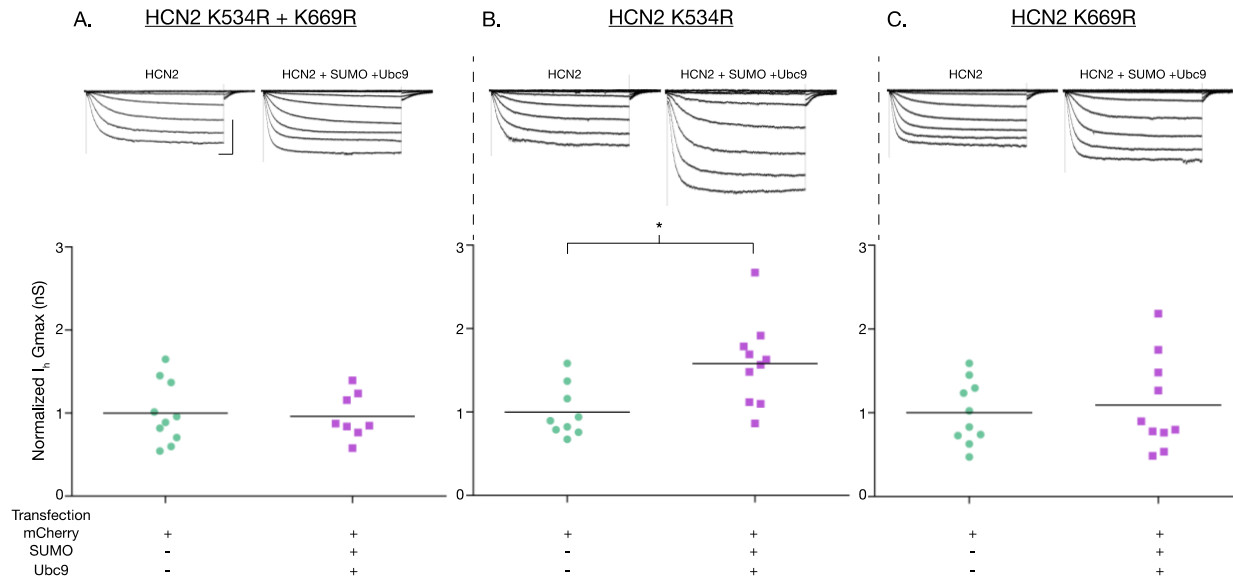 A. HCN2 K534R + K669R
B. HCN2 K534R
C. HCN2 K669R
HCN2 HCN2 + SUMO +Ubc9
HCN2 HCN2 + SUMO +Ubc9
HCN2 HCN2 + SUMO +Ubc9
Normalized Ih Gmax (nS)
3
2
1
0
*
3
2
1
0
3
2
1
0
Transfection
mCherry + + + + + +
SUMO - + - + - +
Ubc9 - + - + - +